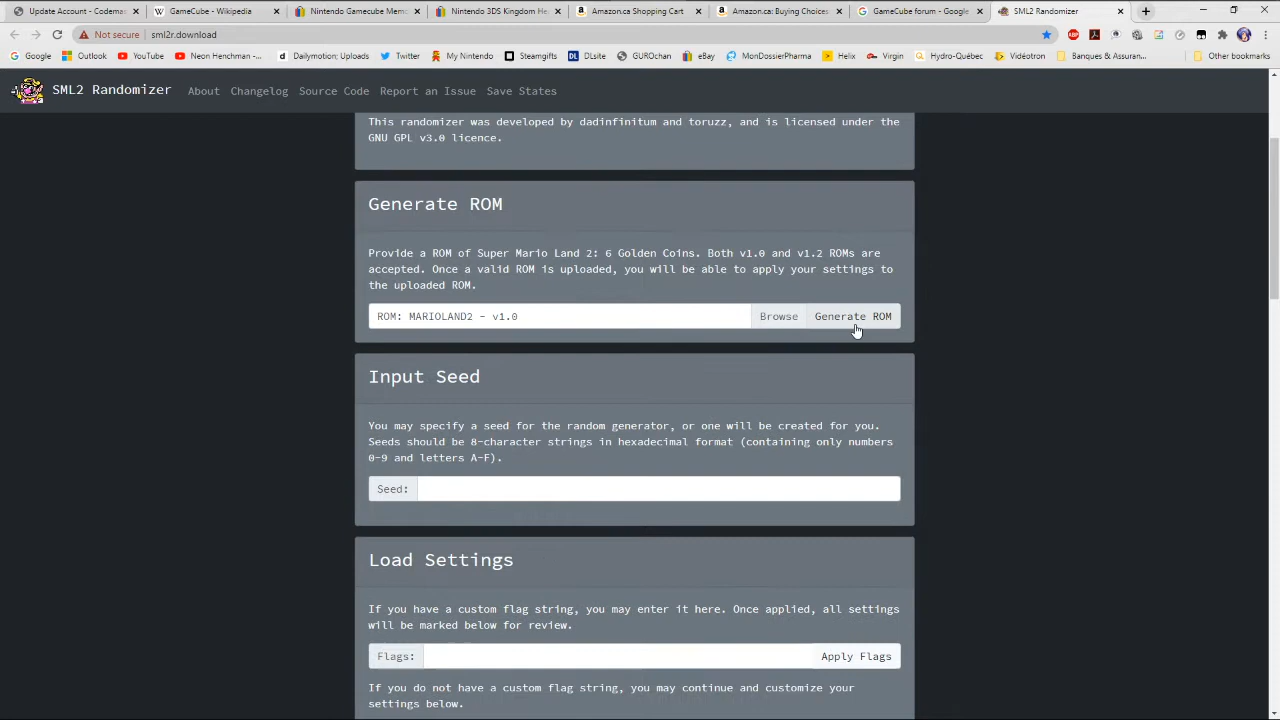 Update Account - Codema
GameCube - Wikipedia
Nintendo Gamecube Mem
Nintendo 3DS Kingdom He
Amazon.ca Shopping Cart
Amazon.ca: Buying Choices
GameCube forum - Google
SML2 Randomizer
Not secure | sml2r.download
Google Outlook YouTube Neon Henchman -... Dailymotion; Uploads Twitter My Nintendo Steamgifts DLsite GUROchan eBay MonDossierPharma Helix Virgin Hydro-Québec Vidéotron Banques & Assuran... Other bookmarks
SML2 Randomizer About Changelog Source Code Report an Issue Save States
This randomizer was developed by dadinfinitum and toruzz, and is licensed under the
GNU GPL v3.0 licence.
Generate ROM
Provide a ROM of Super Mario Land 2: 6 Golden Coins. Both v1.0 and v1.2 ROMs are
accepted. Once a valid ROM is uploaded, you will be able to apply your settings to
the uploaded ROM.
ROM: MARIOLAND2 - v1.0 Browse Generate ROM
Input Seed
You may specify a seed for the random generator, or one will be created for you.
Seeds should be 8-character strings in hexadecimal format (containing only numbers
0-9 and letters A-F).
Seed:
Load Settings
If you have a custom flag string, you may enter it here. Once applied, all settings
will be marked below for review.
Flags: Apply Flags
If you do not have a custom flag string, you may continue and customize your
settings below.